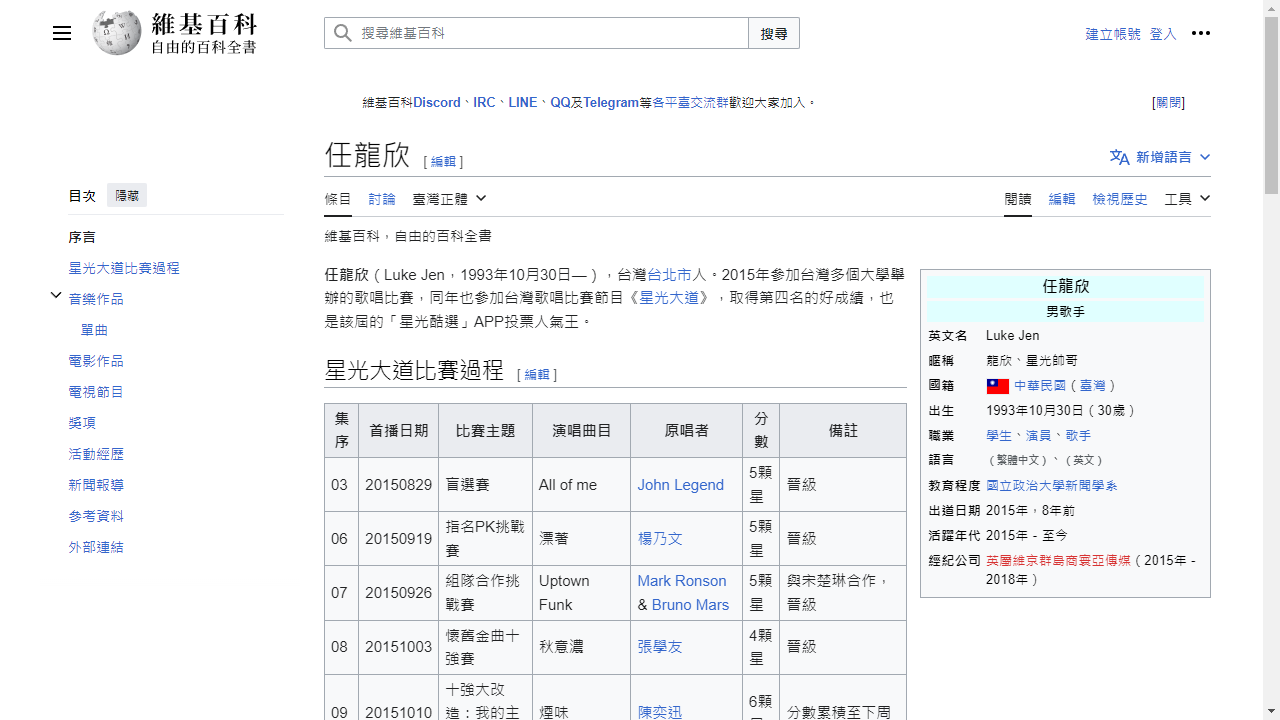 維基百科
自由的百科全書
搜尋維基百科
搜尋
建立帳號 登入
維基百科Discord、IRC、LINE、QQ及Telegram等各平臺交流群歡迎大家加入。
[關閉]
任龍欣 [ 編輯 ]
新增語言
目次 隱藏
條目 討論 臺灣正體
閱讀 編輯 檢視歷史 工具
維基百科，自由的百科全書
序言
星光大道比賽過程
音樂作品
單曲
電影作品
電視節目
獎項
活動經歷
新聞報導
參考資料
外部連結
任龍欣（Luke Jen，1993年10月30日—），台灣台北市人。2015年參加台灣多個大學舉
辦的歌唱比賽，同年也參加台灣歌唱比賽節目《星光大道》，取得第四名的好成績，也
是該屆的「星光酷選」APP投票人氣王。
任龍欣
男歌手
英文名 Luke Jen
暱稱 龍欣、星光帥哥
國籍 中華民國（臺灣）
出生 1993年10月30日（30歲）
職業 學生、演員、歌手
語言 （繁體中文）、（英文）
教育程度 國立政治大學新聞學系
出道日期 2015年，8年前
活躍年代 2015年－至今
經紀公司 英屬維京群島商寰亞傳媒（2015年－
2018年）
星光大道比賽過程 [ 編輯 ]
集序 首播日期 比賽主題 演唱曲目 原唱者 分數 備註
03 20150829 盲選賽 All of me John Legend 5顆星 晉級
06 20150919 指名PK挑戰賽 漂著 楊乃文 5顆星 晉級
07 20150926 組隊合作挑戰賽 Uptown Funk Mark Ronson & Bruno Mars 5顆星 與宋楚琳合作，晉級
08 20151003 懷舊金曲十強賽 秋意濃 張學友 4顆星 晉級
09 20151010 十強大改造：我的主 煙味 陳奕迅 6顆 分數累積至下周